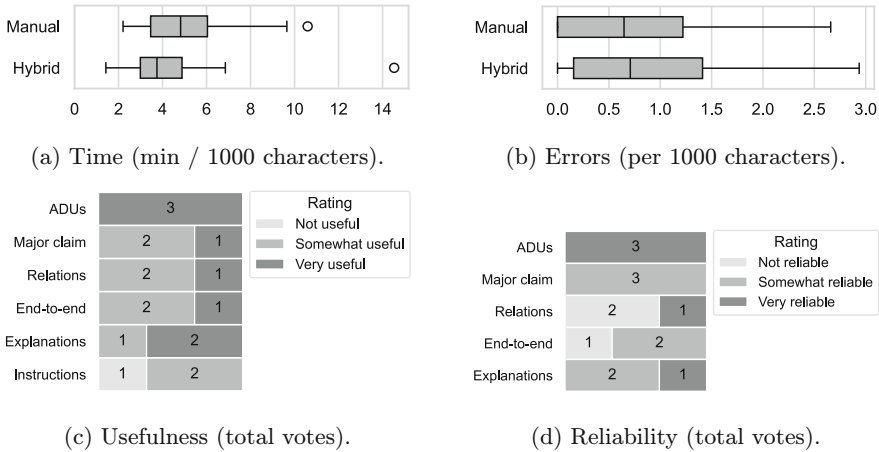 Manual
Hybrid
0 2 4 6 8 10 12 14
(a) Time (min / 1000 characters).
Manual
Hybrid
0.0 0.5 1.0 1.5 2.0 2.5 3.0
(b) Errors (per 1000 characters).
Rating
Not useful
Somewhat useful
Very useful
ADUs 3
Major claim 2 1
Relations 2 1
End-to-end 2 1
Explanations 1 2
Instructions 1 2
(c) Usefulness (total votes).
Rating
Not reliable
Somewhat reliable
Very reliable
ADUs 3
Major claim 3
Relations 2 1
End-to-end 1 2
Explanations 2 1
(d) Reliability (total votes).